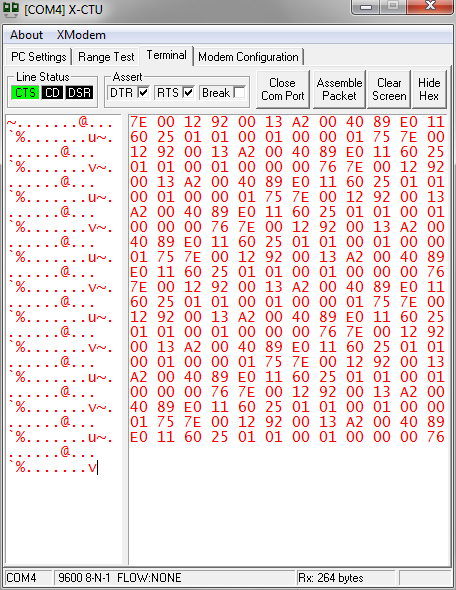 [COM4] X-CTU
About XModem
PC Settings Range Test Terminal Modem Configuration
Line Status
CTS CD DSR
Assert
DTR RTS Break
Close Com Port
Assemble Packet
Clear Screen
Hide Hex
~.......@...
`%.......u~.
......@...
`%.......v~.
......@...
`%.......u~.
......@...
`%.......v~.
......@...
`%.......u~.
......@...
`%.......v~.
......@...
`%.......u~.
......@...
`%.......v~.
......@...
`%.......u~.
......@...
`%.......v~.
......@...
`%.......u~.
......@...
`%.......v
7E 00 12 92 00 13 A2 00 40 89 E0 11
60 25 01 01 00 01 00 00 01 75 7E 00
12 92 00 13 A2 00 40 89 E0 11 60 25
01 01 00 01 00 00 00 76 7E 00 12 92
00 13 A2 00 40 89 E0 11 60 25 01 01
00 01 00 00 01 75 7E 00 12 92 00 13
A2 00 40 89 E0 11 60 25 01 01 00 01
00 00 00 76 7E 00 12 92 00 13 A2 00
40 89 E0 11 60 25 01 01 00 01 00 00
01 75 7E 00 12 92 00 13 A2 00 40 89
E0 11 60 25 01 01 00 01 00 00 00 76
7E 00 12 92 00 13 A2 00 40 89 E0 11
60 25 01 01 00 01 00 00 01 75 7E 00
12 92 00 13 A2 00 40 89 E0 11 60 25
01 01 00 01 00 00 00 76 7E 00 12 92
00 13 A2 00 40 89 E0 11 60 25 01 01
00 01 00 00 01 75 7E 00 12 92 00 13
A2 00 40 89 E0 11 60 25 01 01 00 01
00 00 00 76 7E 00 12 92 00 13 A2 00
40 89 E0 11 60 25 01 01 00 01 00 00
01 75 7E 00 12 92 00 13 A2 00 40 89
E0 11 60 25 01 01 00 01 00 00 00 76
COM4 9600 8-N-1 FLOW:NONE Rx: 264 bytes